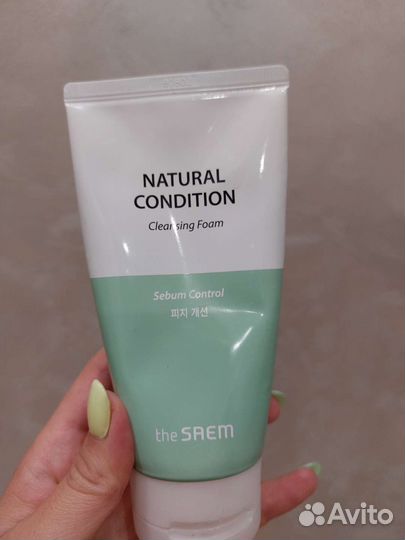 NATURAL
CONDITION
Cleansing Foam
Sebum Control
피지 개선
the SAEM
Avito